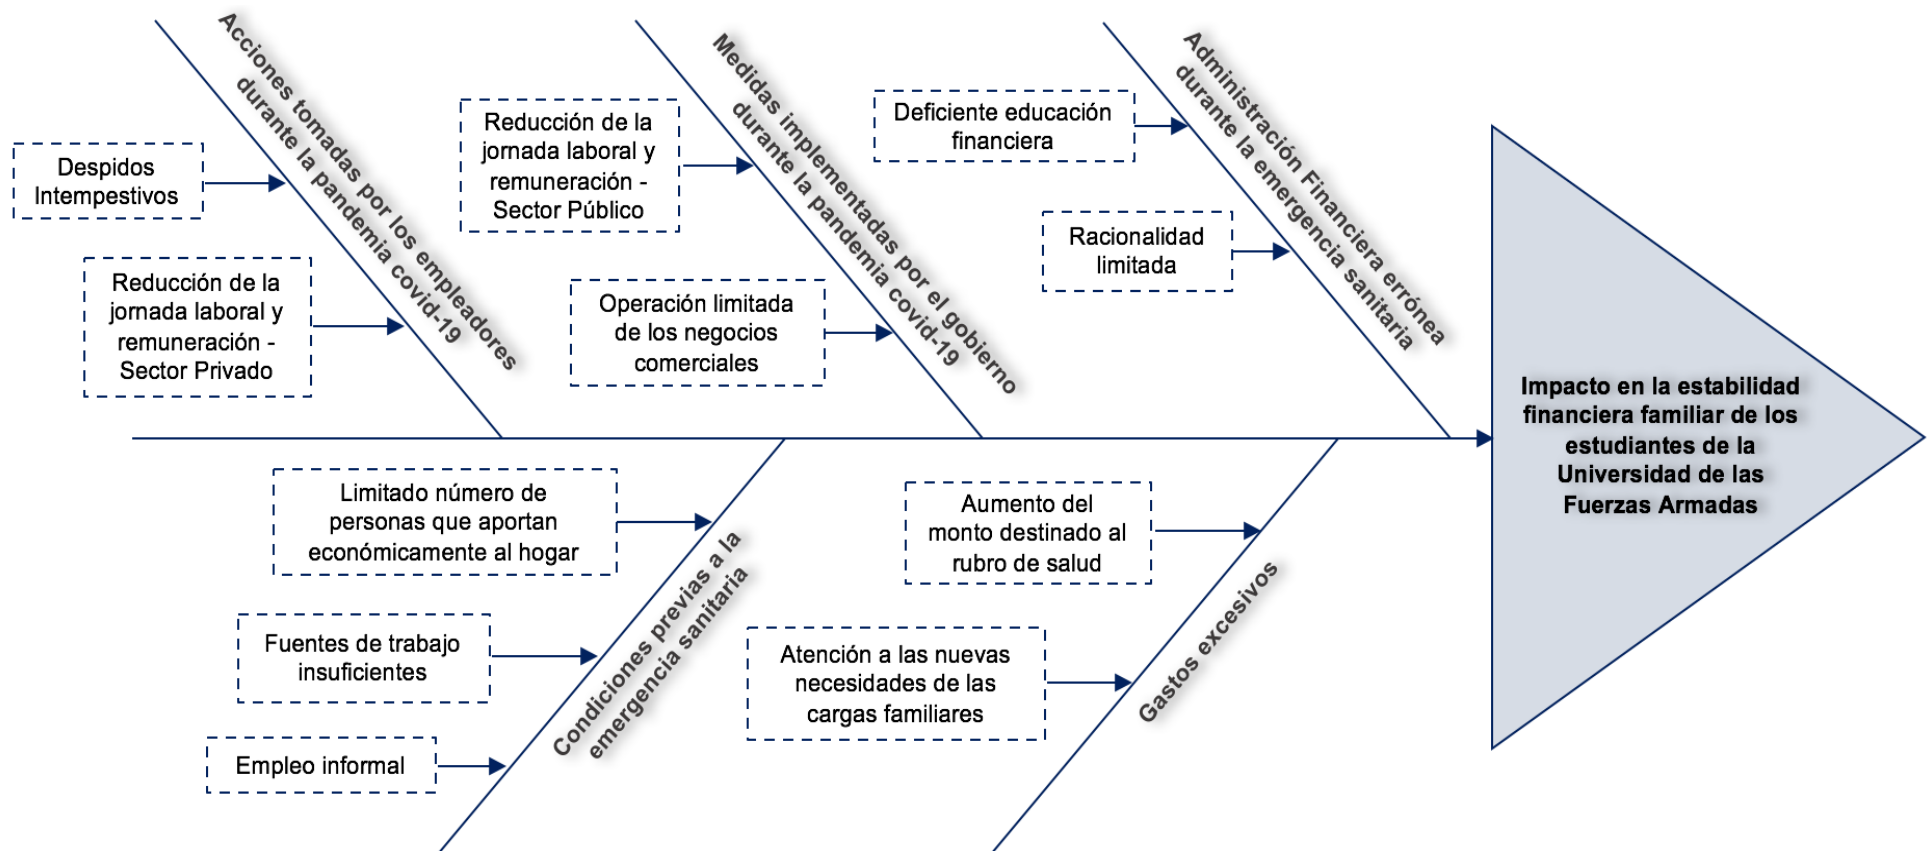 Acciones tomadas por los empleadores
durante la pandemia covid-19
Despidos
Intempestivos
Reducción de la
jornada laboral y
remuneración -
Sector Privado
Medidas implementadas por el gobierno
durante la pandemia covid-19
Reducción de la
jornada laboral y
remuneración -
Sector Público
Operación limitada
de los negocios
comerciales
Administración Financiera errónea
durante la emergencia sanitaria
Deficiente educación
financiera
Racionalidad
limitada
Limitado número de
personas que aportan
económicamente al hogar
Fuentes de trabajo
insuficientes
Empleo informal
Condiciones previas a la
emergencia sanitaria
Aumento del
monto destinado al
rubro de salud
Atención a las nuevas
necesidades de las
cargas familiares
Gastos excesivos
Impacto en la estabilidad
financiera familiar de los
estudiantes de la
Universidad de las
Fuerzas Armadas